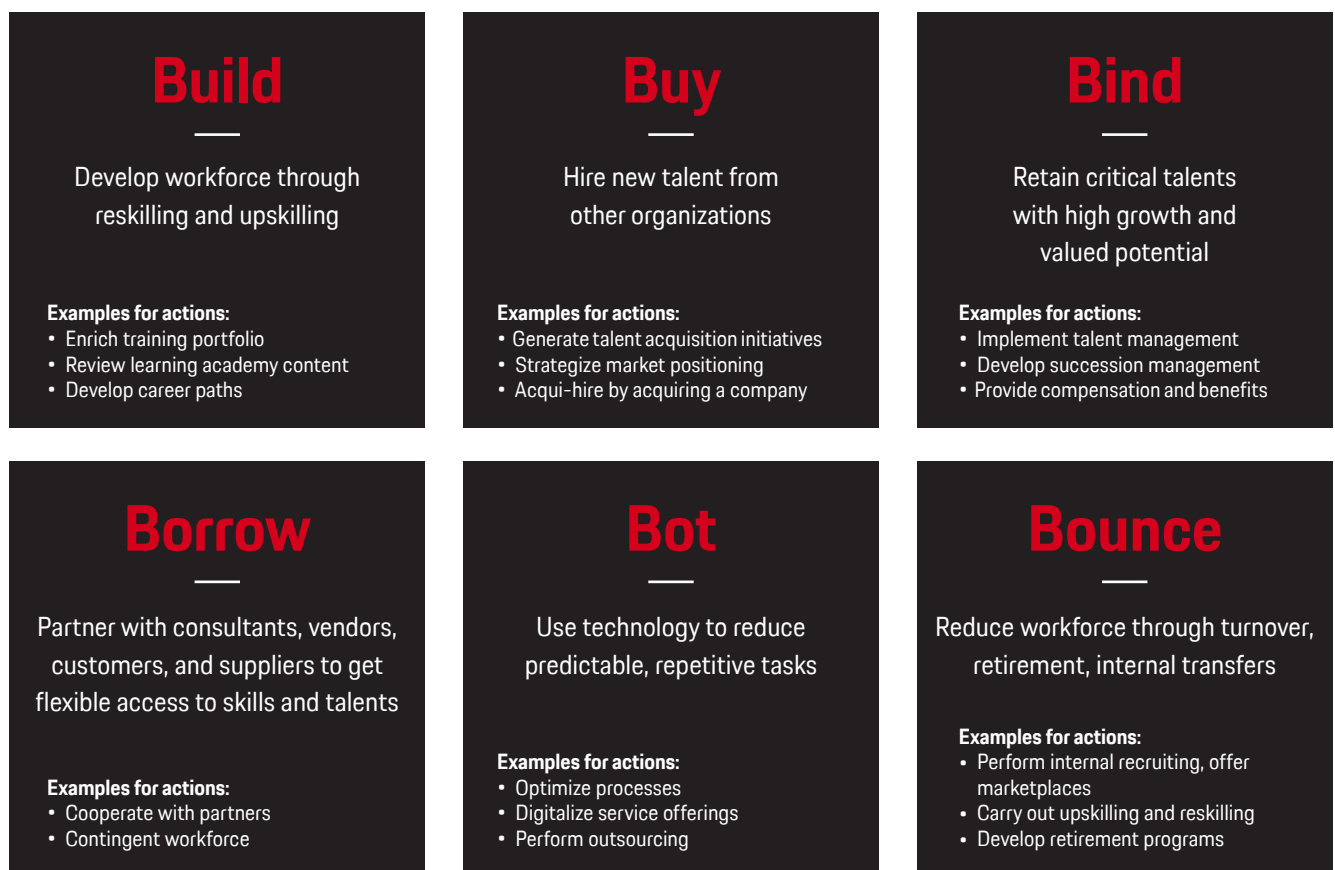 Build
Develop workforce through
reskilling and upskilling
Examples for actions:
• Enrich training portfolio
• Review learning academy content
• Develop career paths
Buy
Hire new talent from
other organizations
Examples for actions:
• Generate talent acquisition initiatives
• Strategize market positioning
• Acqui-hire by acquiring a company
Bind
Retain critical talents
with high growth and
valued potential
Examples for actions:
• Implement talent management
• Develop succession management
• Provide compensation and benefits
Borrow
Partner with consultants, vendors,
customers, and suppliers to get
flexible access to skills and talents
Examples for actions:
• Cooperate with partners
• Contingent workforce
Bot
Use technology to reduce
predictable, repetitive tasks
Examples for actions:
• Optimize processes
• Digitalize service offerings
• Perform outsourcing
Bounce
Reduce workforce through turnover,
retirement, internal transfers
Examples for actions:
• Perform internal recruiting, offer
marketplaces
• Carry out upskilling and reskilling
• Develop retirement programs